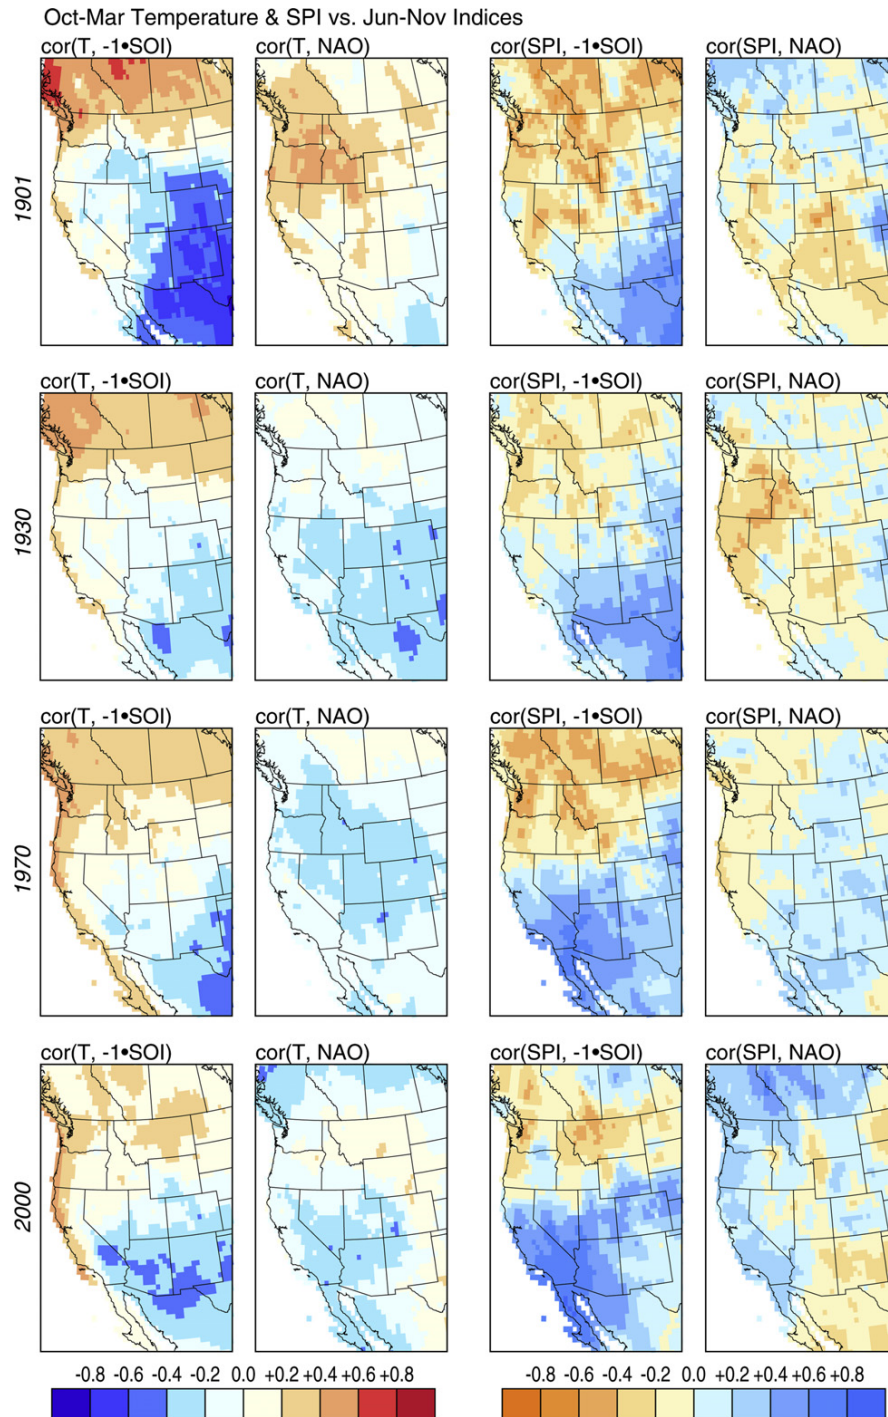 Oct-Mar Temperature & SPI vs. Jun-Nov Indices
cor(T, -1•SOI) cor(T, NAO) cor(SPI, -1•SOI) cor(SPI, NAO)
1901
cor(T, -1•SOI) cor(T, NAO) cor(SPI, -1•SOI) cor(SPI, NAO)
1930
cor(T, -1•SOI) cor(T, NAO) cor(SPI, -1•SOI) cor(SPI, NAO)
1970
cor(T, -1•SOI) cor(T, NAO) cor(SPI, -1•SOI) cor(SPI, NAO)
2000
-0.8 -0.6 -0.4 -0.2 0.0 +0.2 +0.4 +0.6 +0.8 -0.8 -0.6 -0.4 -0.2 0.0 +0.2 +0.4 +0.6 +0.8